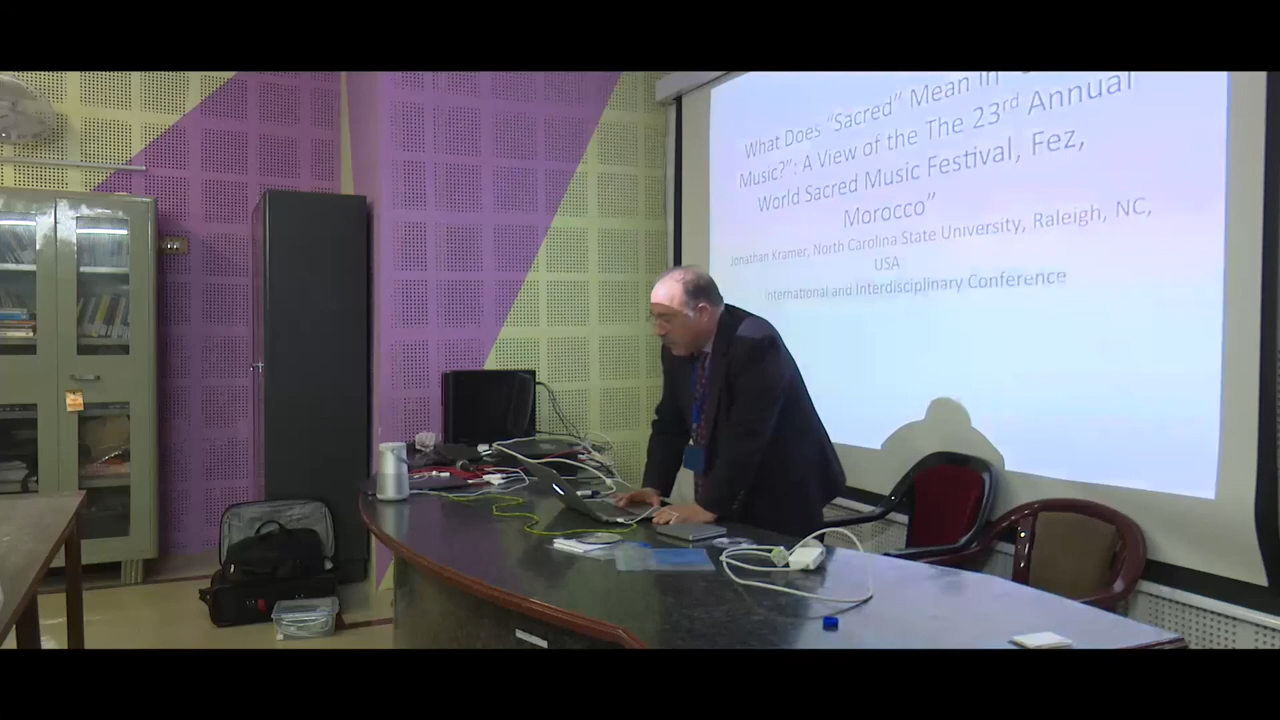 What Does "Sacred" Mean in
Music?": A View of the The 23rd Annual
World Sacred Music Festival, Fez,
Morocco"
Jonathan Kramer, North Carolina State University, Raleigh, NC,
USA
International and Interdisciplinary Conference